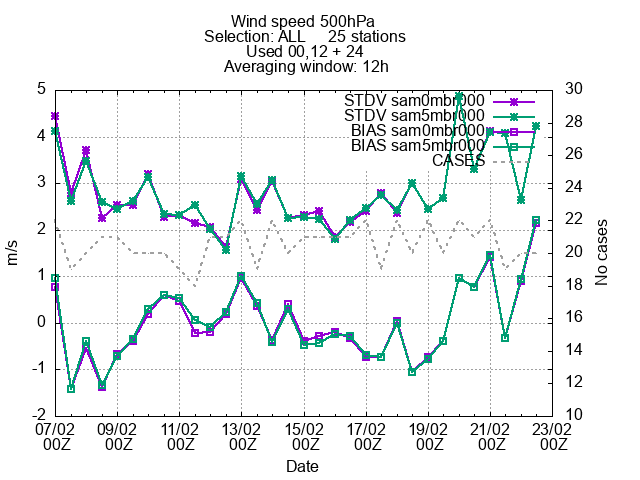 Wind speed 500hPa
Selection: ALL     25 stations
Used 00,12 + 24
Averaging window: 12h
STDV sam0mbr000
STDV sam5mbr000
BIAS sam0mbr000
BIAS sam5mbr000
CASES
5
4
3
2
1
0
-1
-2
m/s
30
28
26
24
22
20
18
16
14
12
10
No cases
07/02 09/02 11/02 13/02 15/02 17/02 19/02 21/02 23/02
00Z 00Z 00Z 00Z 00Z 00Z 00Z 00Z 00Z
Date